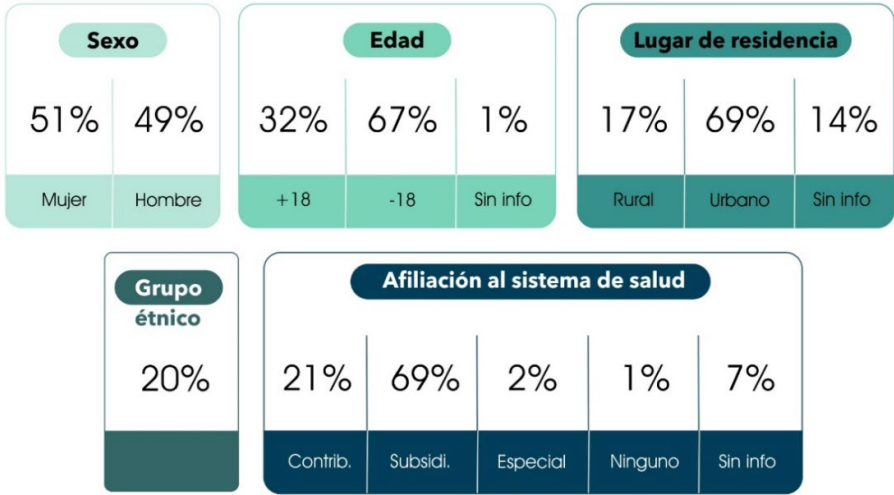 Sexo
51% 49%
Mujer Hombre
Edad
32% 67% 1%
+18 -18 Sin info
Lugar de residencia
17% 69% 14%
Rural Urbano Sin info
Grupo
étnico
20%
Afiliación al sistema de salud
21% 69% 2% 1% 7%
Contrib. Subsidi. Especial Ninguno Sin info